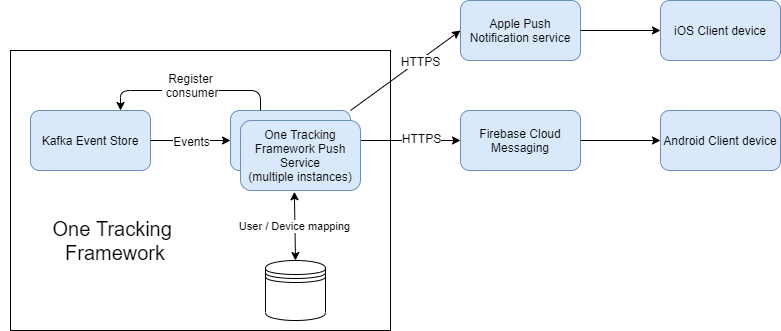 Apple Push
Notification service
iOS Client device
HTTPS
Register
consumer
Kafka Event Store
Events
One Tracking
Framework Push
Service
(multiple instances)
HTTPS
Firebase Cloud
Messaging
Android Client device
User / Device mapping
One Tracking
Framework